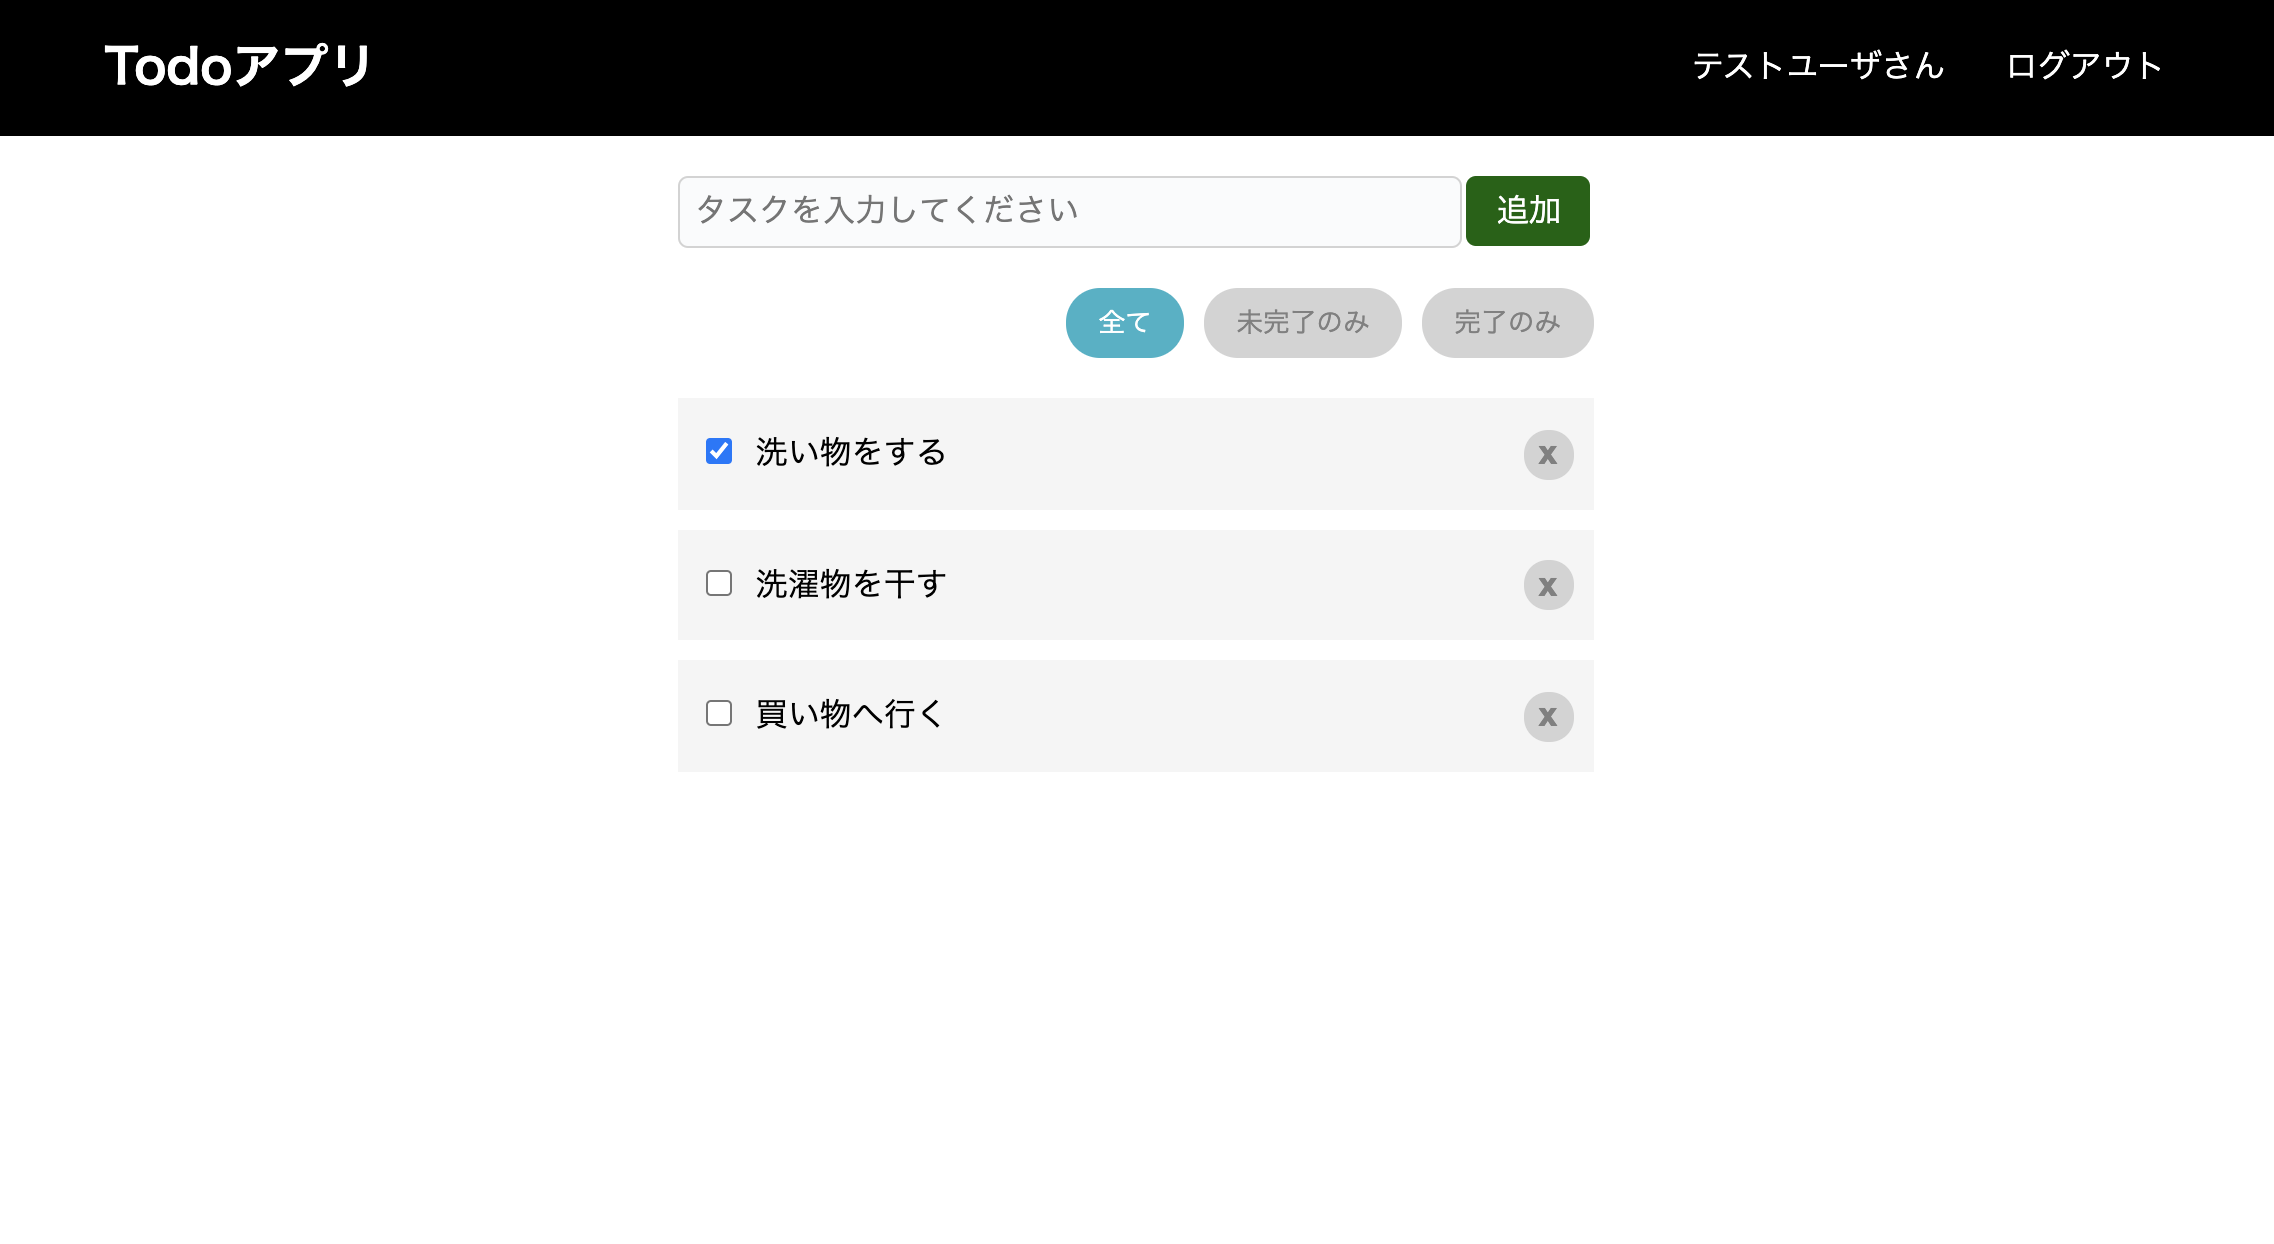 Todoアプリ
テストユーザさん ログアウト
タスクを入力してください 追加
全て 未完了のみ 完了のみ
洗い物をする x
洗濯物を干す x
買い物へ行く x